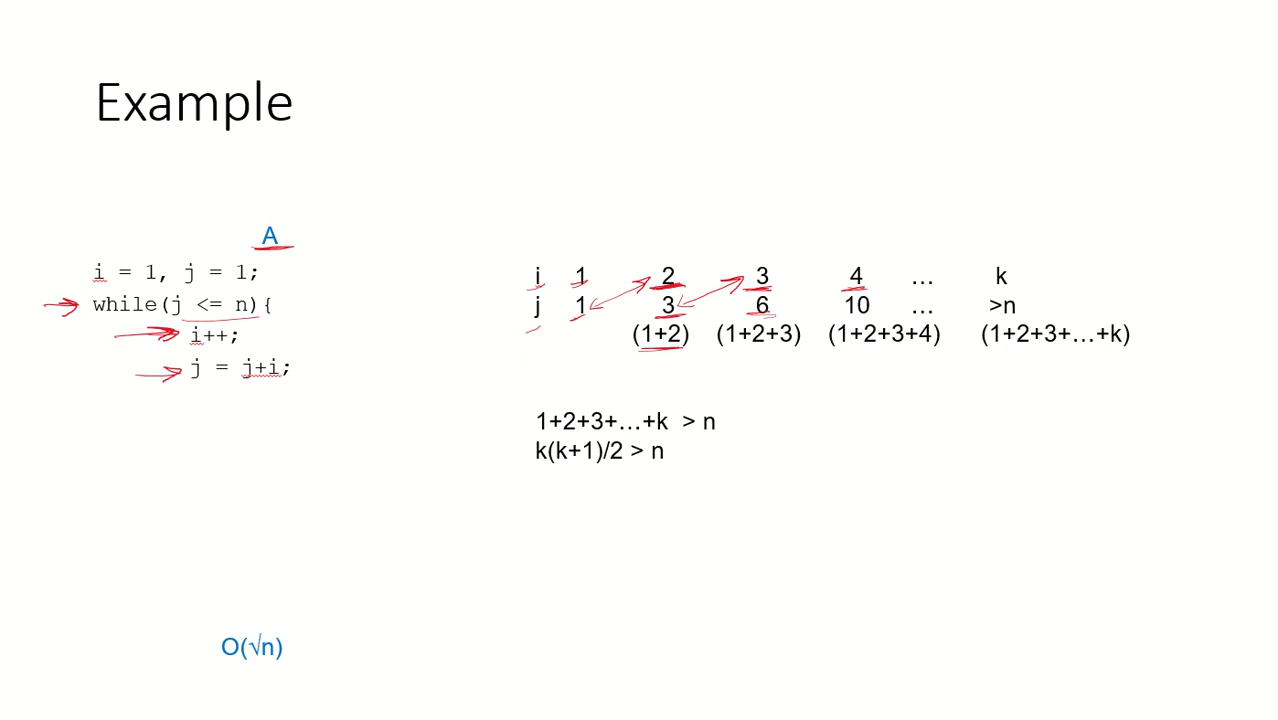 Example
A
i = 1, j = 1;
while(j <= n){
i++;
j = j+i;
i 1 2 3 4 … k
j 1 3 6 10 … >n
(1+2) (1+2+3) (1+2+3+4) (1+2+3+…+k)
1+2+3+…+k > n
k(k+1)/2 > n
O(√n)